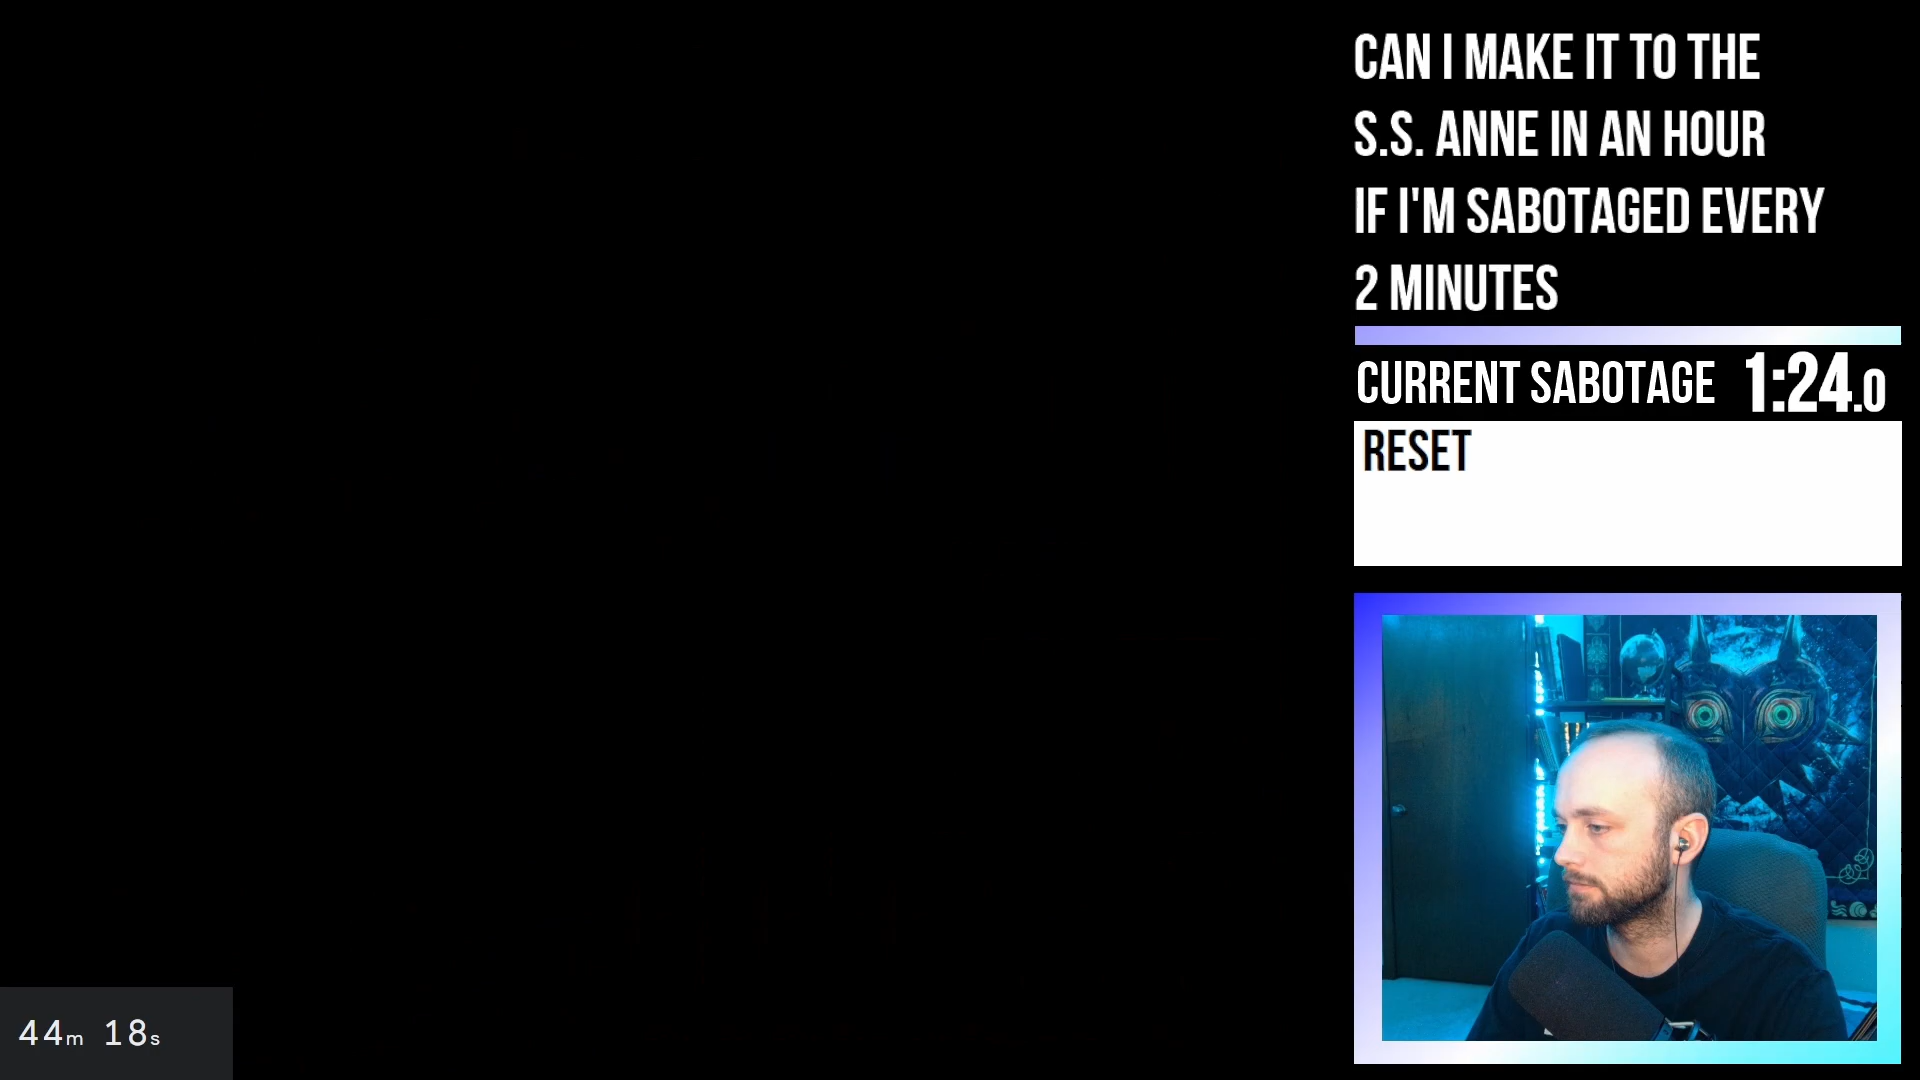 CAN I MAKE IT TO THE
S.S. ANNE IN AN HOUR
IF I'M SABOTAGED EVERY
2 MINUTES
CURRENT SABOTAGE 1:24.0
RESET
44m 18s